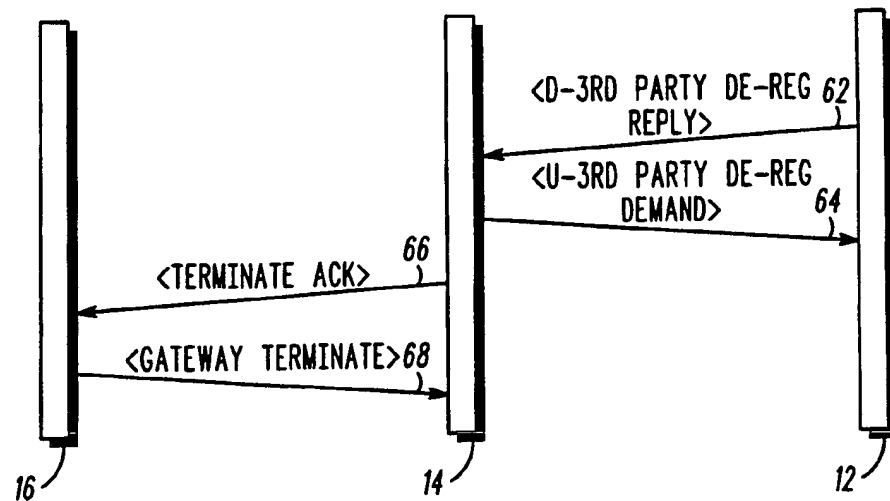 <D-3RD PARTY DE-REG 62
REPLY>
<U-3RD PARTY DE-REG
DEMAND> 64
66
<TERMINATE ACK>
<GATEWAY TERMINATE> 68
16
14
12